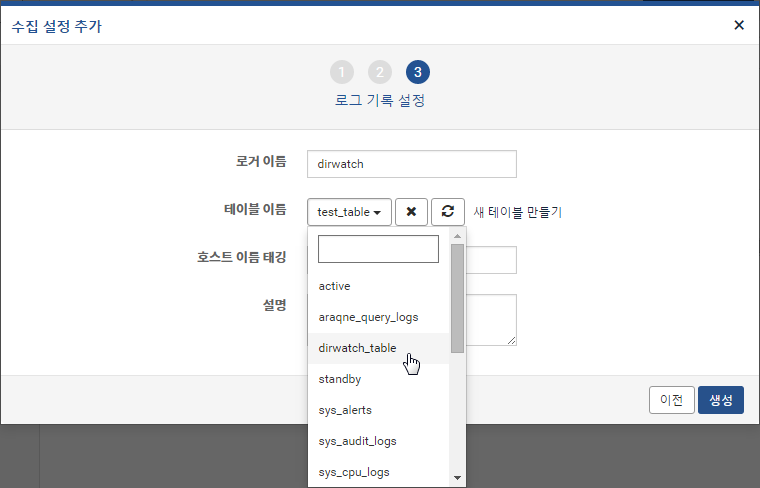 수집 설정 추가
1 2 3
로그 기록 설정
로거 이름 dirwatch
테이블 이름 test_table 새 테이블 만들기
호스트 이름 태깅
active
설명
araqne_query_logs
dirwatch_table
standby
sys_alerts
이전 생성
sys_audit_logs
sys_cpu_logs